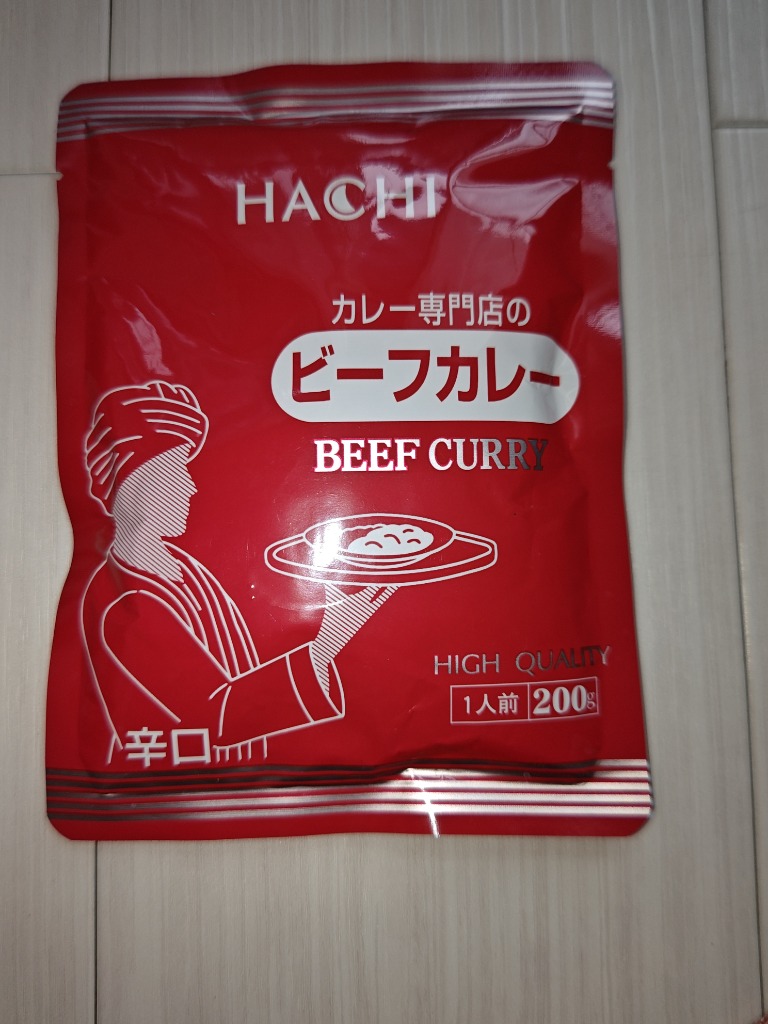 HACHI
カレー専門店の
ビーフカレー
BEEF CURRY
HIGH QUALITY
1人前 200g
辛口